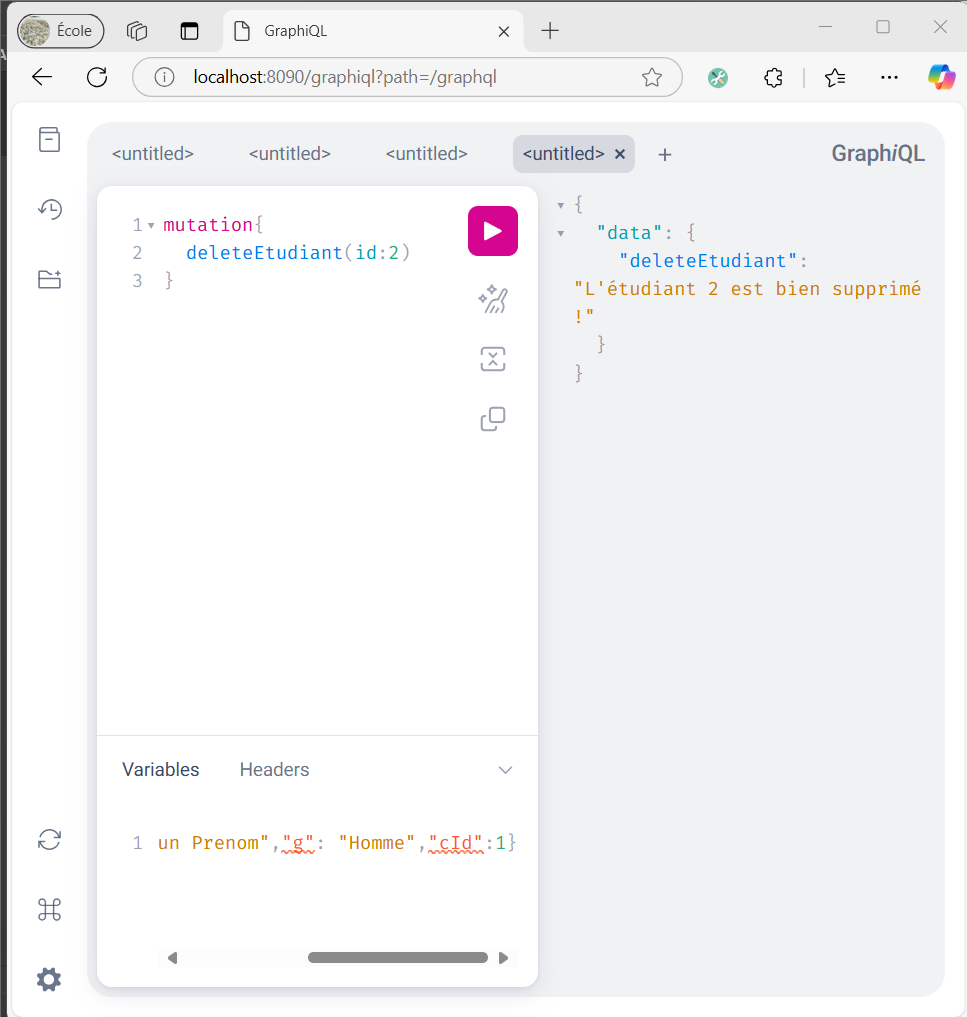 École
GraphiQL
localhost:8090/graphiql?path=/graphql
<untitled> <untitled> <untitled> <untitled> × +
GraphiQL
1 mutation{
2 deleteEtudiant(id:2)
3 }
{
"data": {
"deleteEtudiant":
"L'étudiant 2 est bien supprimé
!"
}
}
Variables Headers
1 un Prenom","g": "Homme","cId":1}